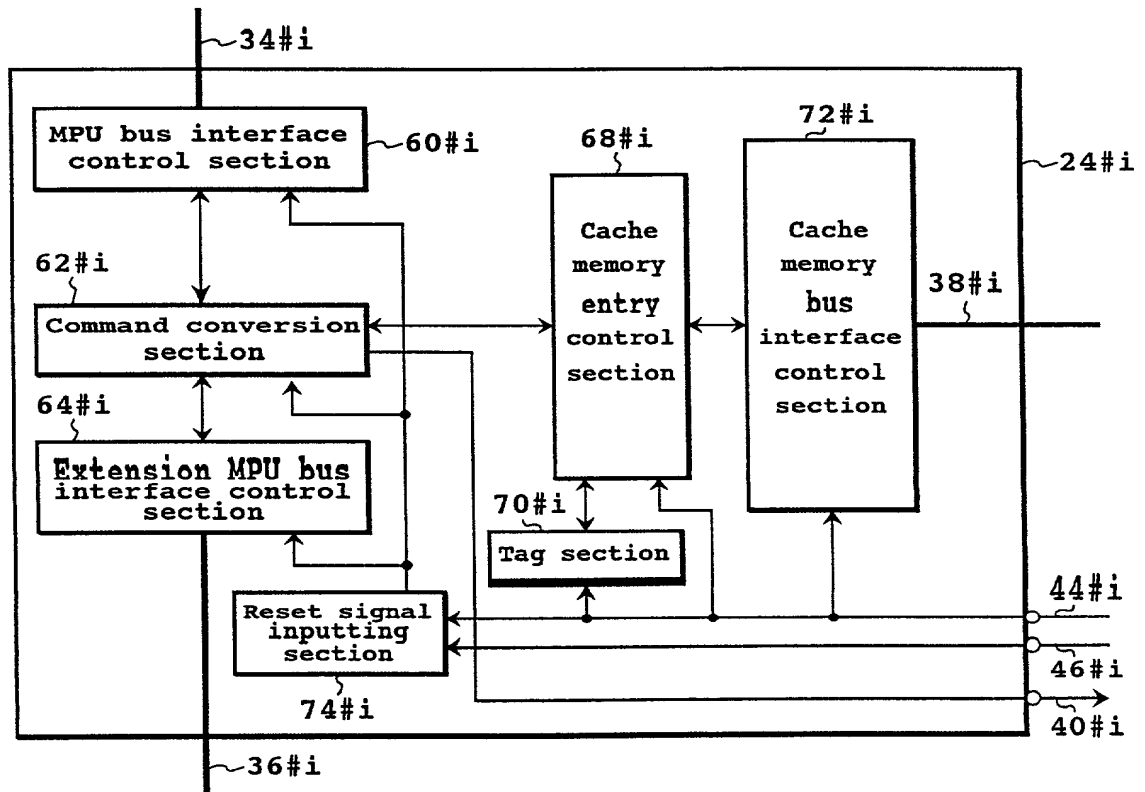 34#i
MPU bus interface
control section
60#i
72#i
68#i
24#i
Cache
memory
entry
control
section
Cache
memory
bus
interface
control
section
62#i
38#i
Command conversion
section
64#i
Extension MPU bus
interface control
section
70#i
Tag section
44#i
Reset signal
inputting
section
46#i
74#i
40#i
36#i